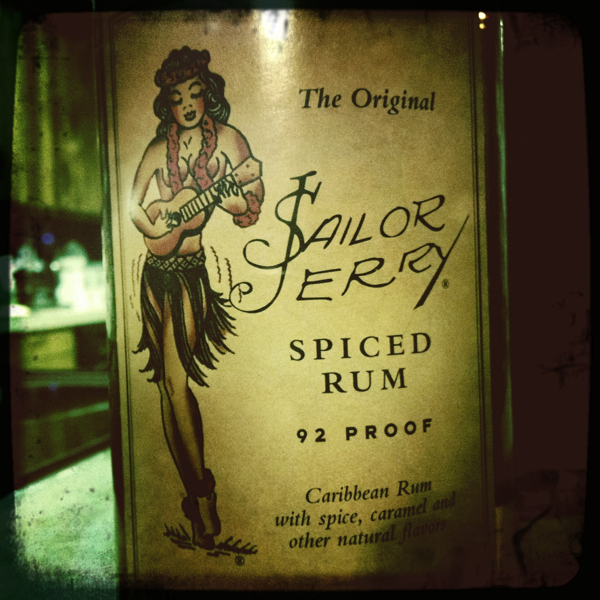 The Original
SAILOR
JERRY®
SPICED
RUM
92 PROOF
Caribbean Rum
with spice, caramel and
other natural flavors
®